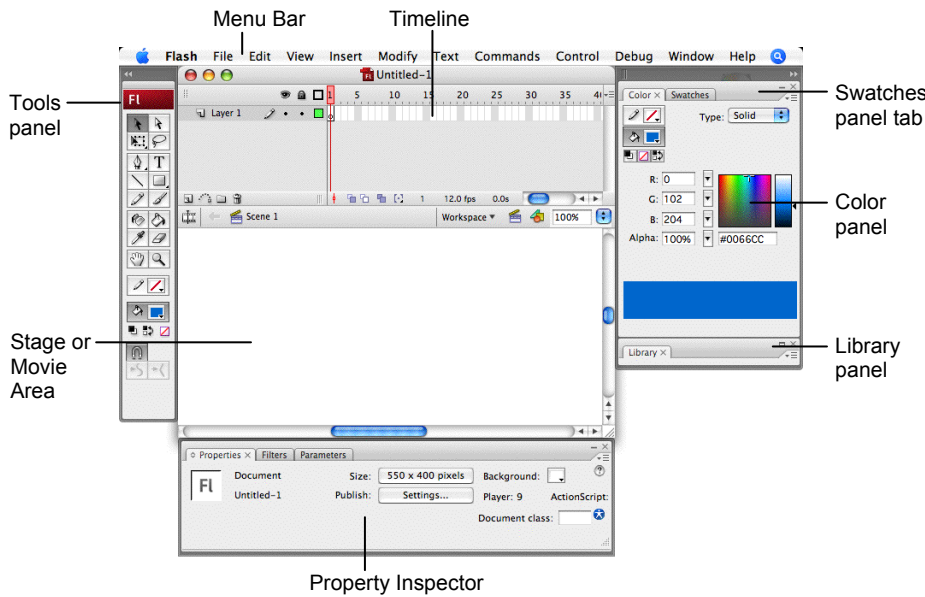 Menu Bar Timeline
Flash File Edit View Insert Modify Text Commands Control Debug Window Help
Untitled-1
Tools panel
Fl
1 5 10 15 20 25 30 35
Layer 1
1 12.0 fps 0.0s
Scene 1 Workspace 100%
T
Color × Swatches
Swatches panel tab
Type: Solid
R: 0
G: 102
B: 204
Alpha: 100% #0066CC
Color panel
Stage or Movie Area
Library ×
Library panel
Properties × Filters Parameters
Fl
Document Size: 550 x 400 pixels Background:
Untitled-1 Publish: Settings... Player: 9 ActionScript:
Document class:
Property Inspector